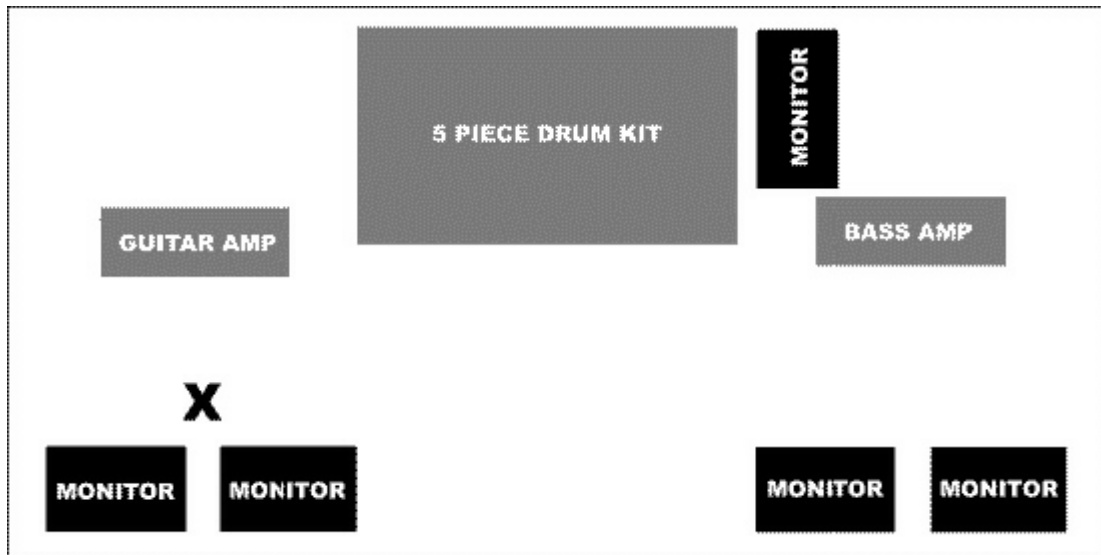 5 PIECE DRUM KIT
MONITOR
GUITAR AMP
BASS AMP
X
MONITOR
MONITOR
MONITOR
MONITOR